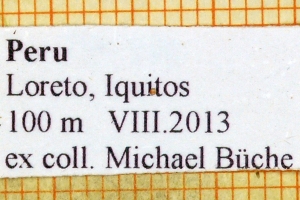 Peru
Loreto, Iquitos
100 m VIII.2013
ex coll. Michael Büche